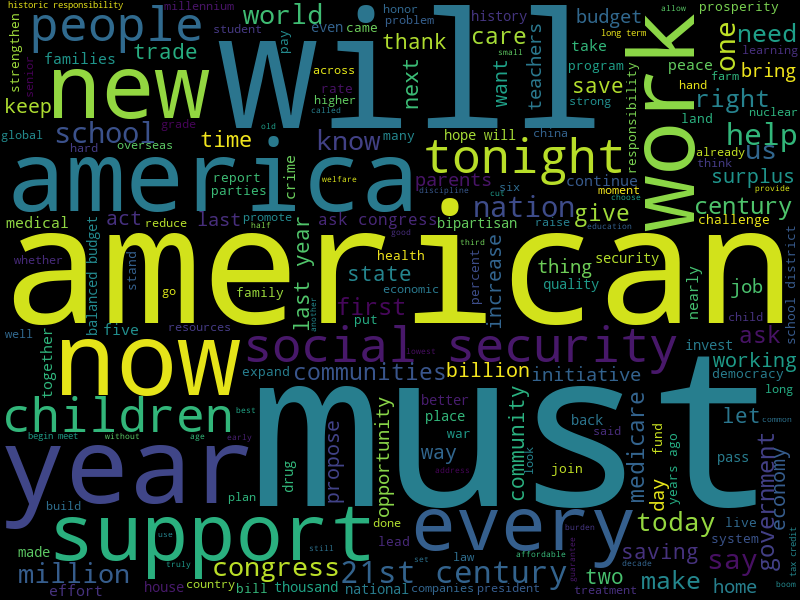 historic responsibility
millennium
people
will
new
world
trade
families
strengthen
senior
student
pay
even
came
honor
problem
history
thank
care
next
want
teachers
take
program
save
strong
small
long term
budget
allow
prosperity
need
learning
one
bring
work
peace
farm
hand
right
nuclear
land
help
us
already
think
provide
surplus
century
challenge
responsibility
keep
school
global
hard
overseas
grade
time
across
rate
higher
called
old
know
many
hope will
china
tonight
america
report
parties
crime
welfare
parents
discipline
cut
six
continue
moment
choose
nation
give
education
raise
bipartisan
medical
act
reduce
last
promote
half
ask congress
good
american
whether
balanced budget
stand
go
family
last year
health
state
economic
third
percent
increase
thing
quality
security
nearly
job
child
school district
first
put
another
five
resources
well
together
now
social security
lowest
ask
invest
working
democracy
long
expand
communities
billion
initiative
children
best
must
better
place
war
way
back
said
let
common
pass
begin meet
without
age
early
year
drug
propose
opportunity
address
community
look
join
medicare
day
fund
years ago
government
economy
plan
build
support
done
every
burden
today
live
system
use
still
lead
set
law
affordable
guarantee
decade
saving
say
made
million
effort
truly
house
country
congress
bill
thousand
21st century
national
companies
president
treatment
two
make
home
boom
tax credit